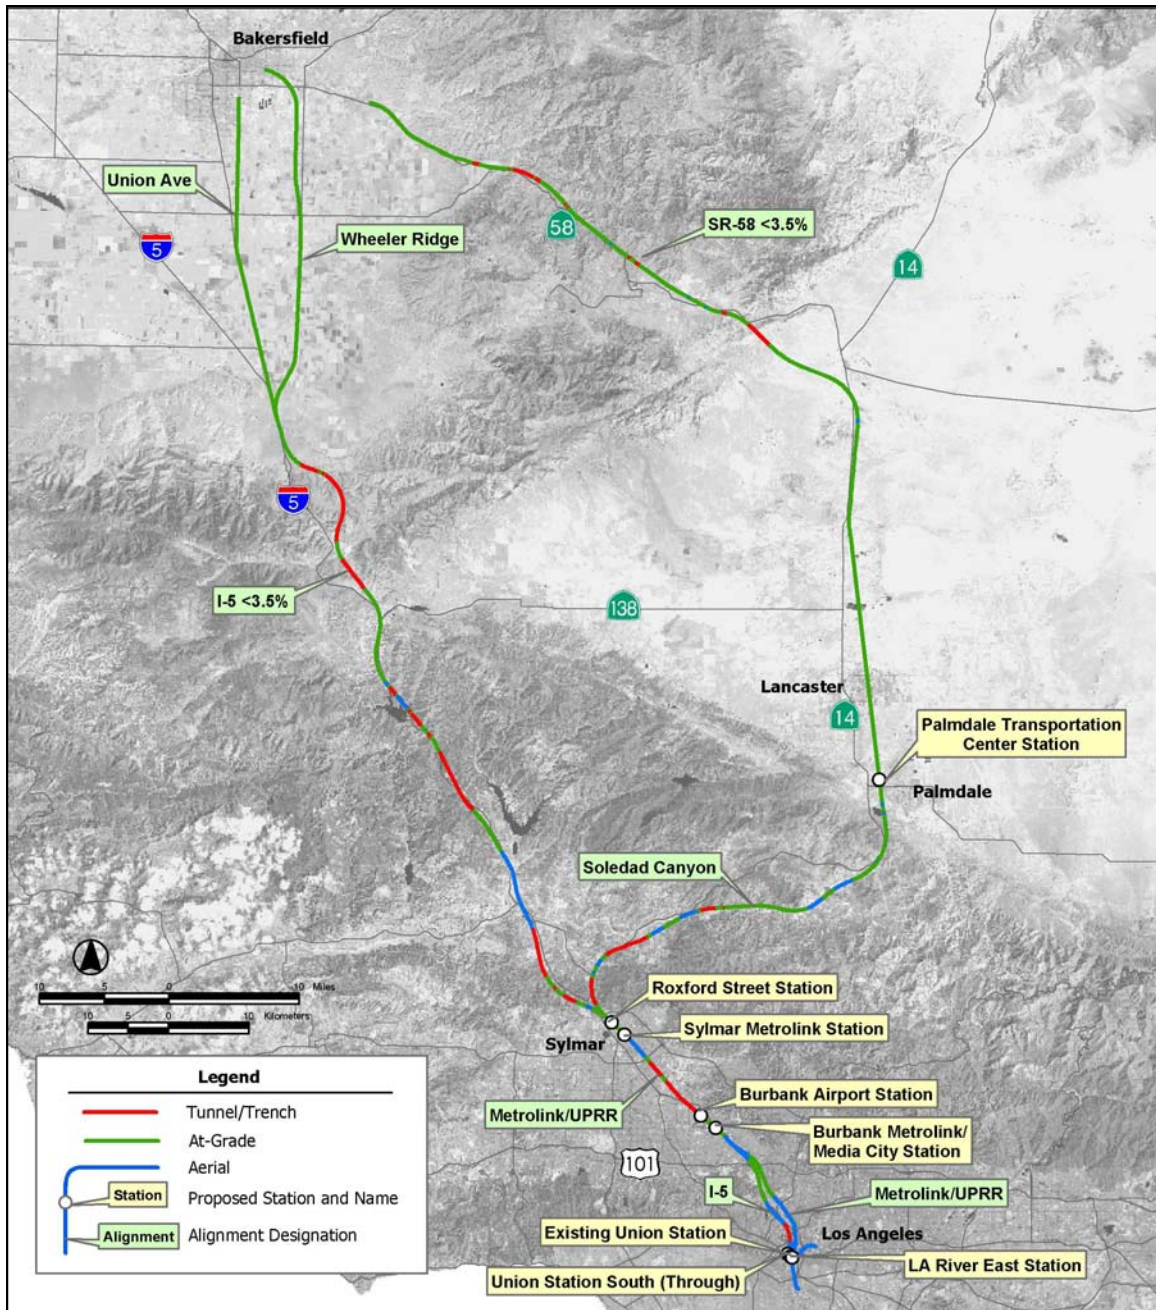 Bakersfield
Union Ave
5
Wheeler Ridge
58
SR-58 <3.5%
14
5
I-5 <3.5%
138
Lancaster
14
Palmdale Transportation
Center Station
Palmdale
Soledad Canyon
Roxford Street Station
Sylmar Metrolink Station
Sylmar
10 5 0 10 Miles
10 5 0 10 Kilometers
Metrolink/UPRR
Burbank Airport Station
Burbank Metrolink/
Media City Station
101
I-5
Metrolink/UPRR
Existing Union Station
Los Angeles
Union Station South (Through)
LA River East Station
Legend
Tunnel/Trench
At-Grade
Aerial
Station
Proposed Station and Name
Alignment
Alignment Designation